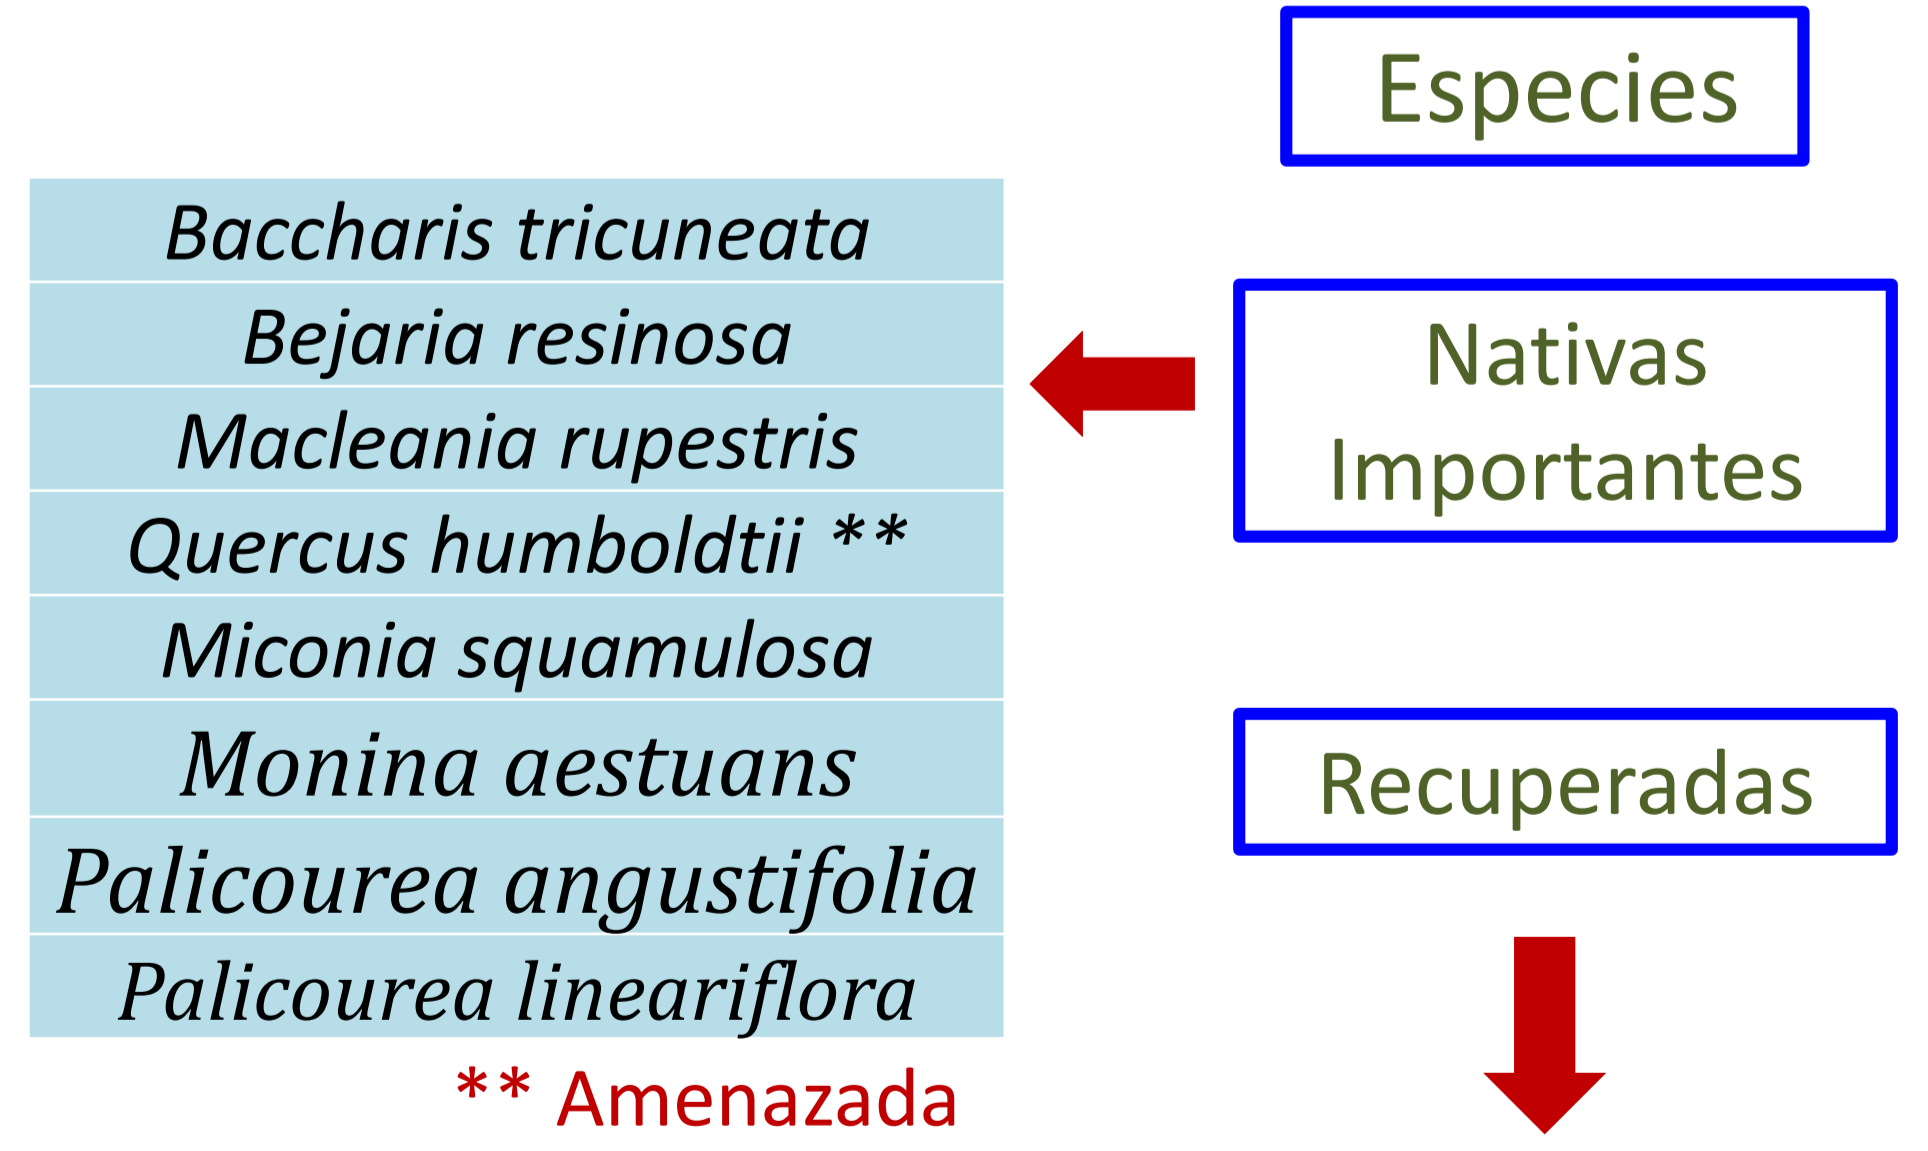 Especies
Baccharis tricuneata
Bejaria resinosa
Macleania rupestris
Quercus humboldtii **
Miconia squamulosa
Monina aestuans
Palicourea angustifolia
Palicourea lineariflora
** Amenazada
Nativas
Importantes
Recuperadas